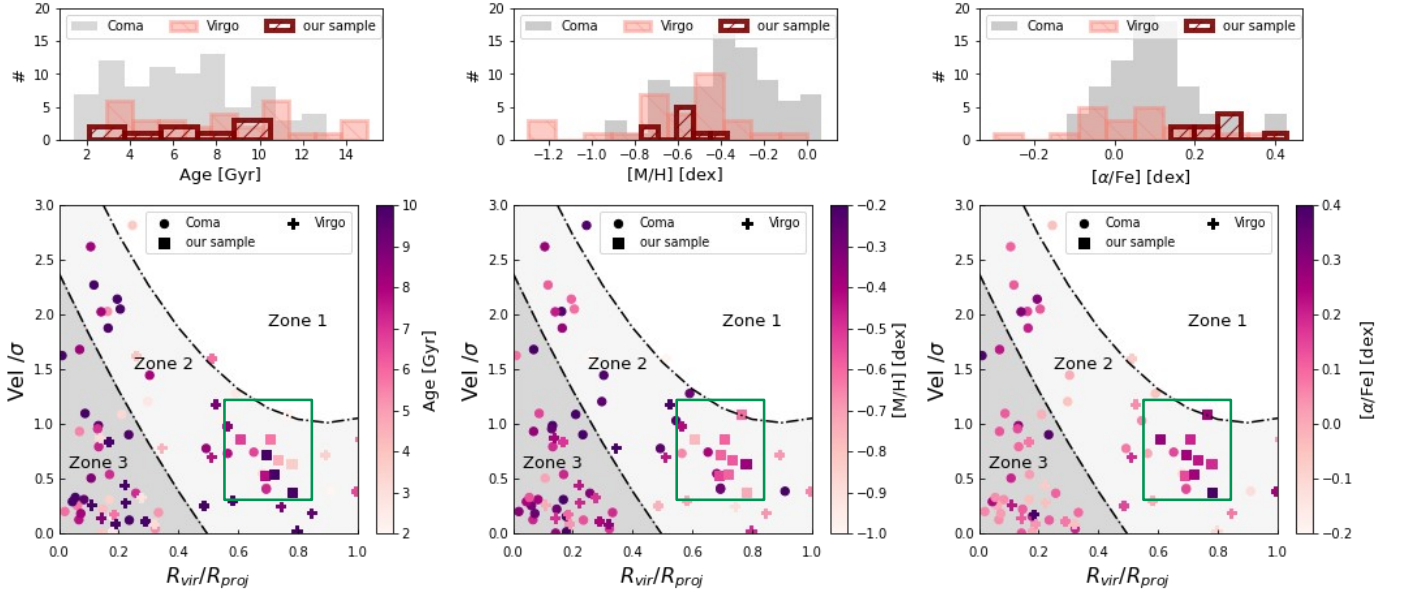 20
15
10
5
0
#
Coma
Virgo
our sample
2
4
6
8
10
12
14
Age [Gyr]
20
15
10
5
0
#
Coma
Virgo
our sample
−1.2
−1.0
−0.8
−0.6
−0.4
−0.2
0.0
[M/H] [dex]
20
15
10
5
0
#
Coma
Virgo
our sample
−0.2
0.0
0.2
0.4
[α/Fe] [dex]
3.0
2.5
2.0
1.5
1.0
0.5
0.0
Vel /σ
Coma
Virgo
our sample
Zone 1
Zone 2
Zone 3
0.0
0.2
0.4
0.6
0.8
1.0
R_vir/R_proj
10
9
8
7
6
5
4
3
2
Age [Gyr]
3.0
2.5
2.0
1.5
1.0
0.5
0.0
Vel /σ
Coma
Virgo
our sample
Zone 1
Zone 2
Zone 3
0.0
0.2
0.4
0.6
0.8
1.0
R_vir/R_proj
−0.2
−0.3
−0.4
−0.5
−0.6
−0.7
−0.8
−0.9
−1.0
[M/H] [dex]
3.0
2.5
2.0
1.5
1.0
0.5
0.0
Vel /σ
Coma
Virgo
our sample
Zone 1
Zone 2
Zone 3
0.0
0.2
0.4
0.6
0.8
1.0
R_vir/R_proj
0.4
0.3
0.2
0.1
0.0
−0.1
−0.2
[α/Fe] [dex]